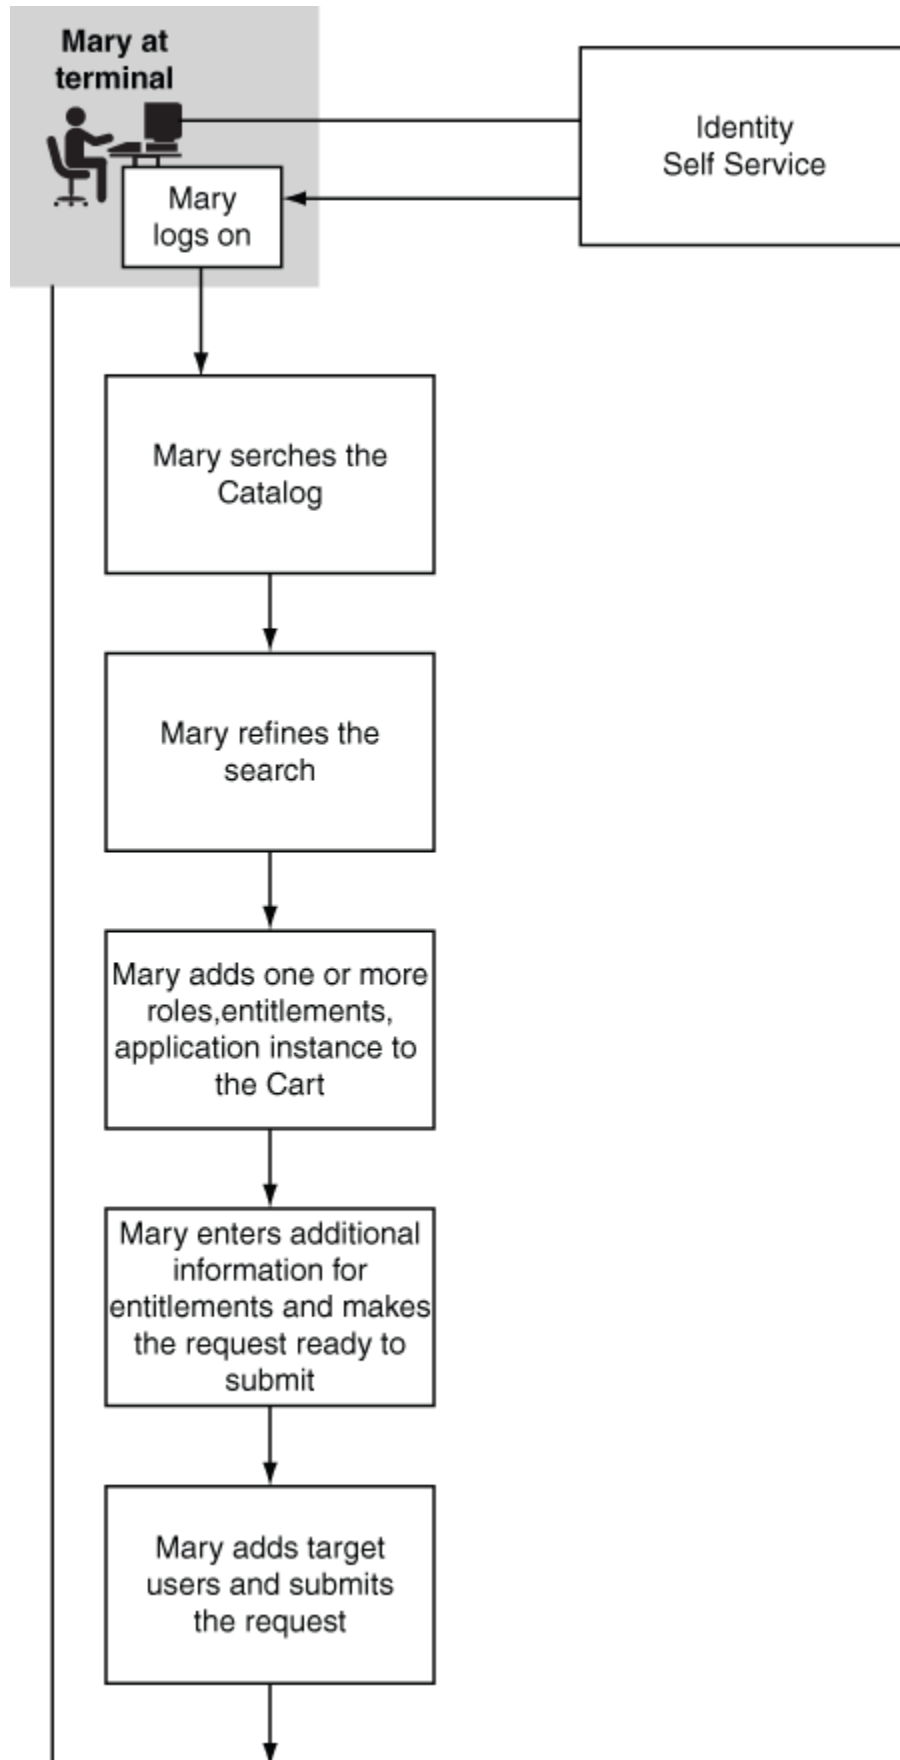 Mary at
terminal
Identity
Self Service
Mary
logs on
Mary serches the
Catalog
Mary refines the
search
Mary adds one or more
roles,entitlements,
application instance to
the Cart
Mary enters additional
information for
entitlements and makes
the request ready to
submit
Mary adds target
users and submits
the request